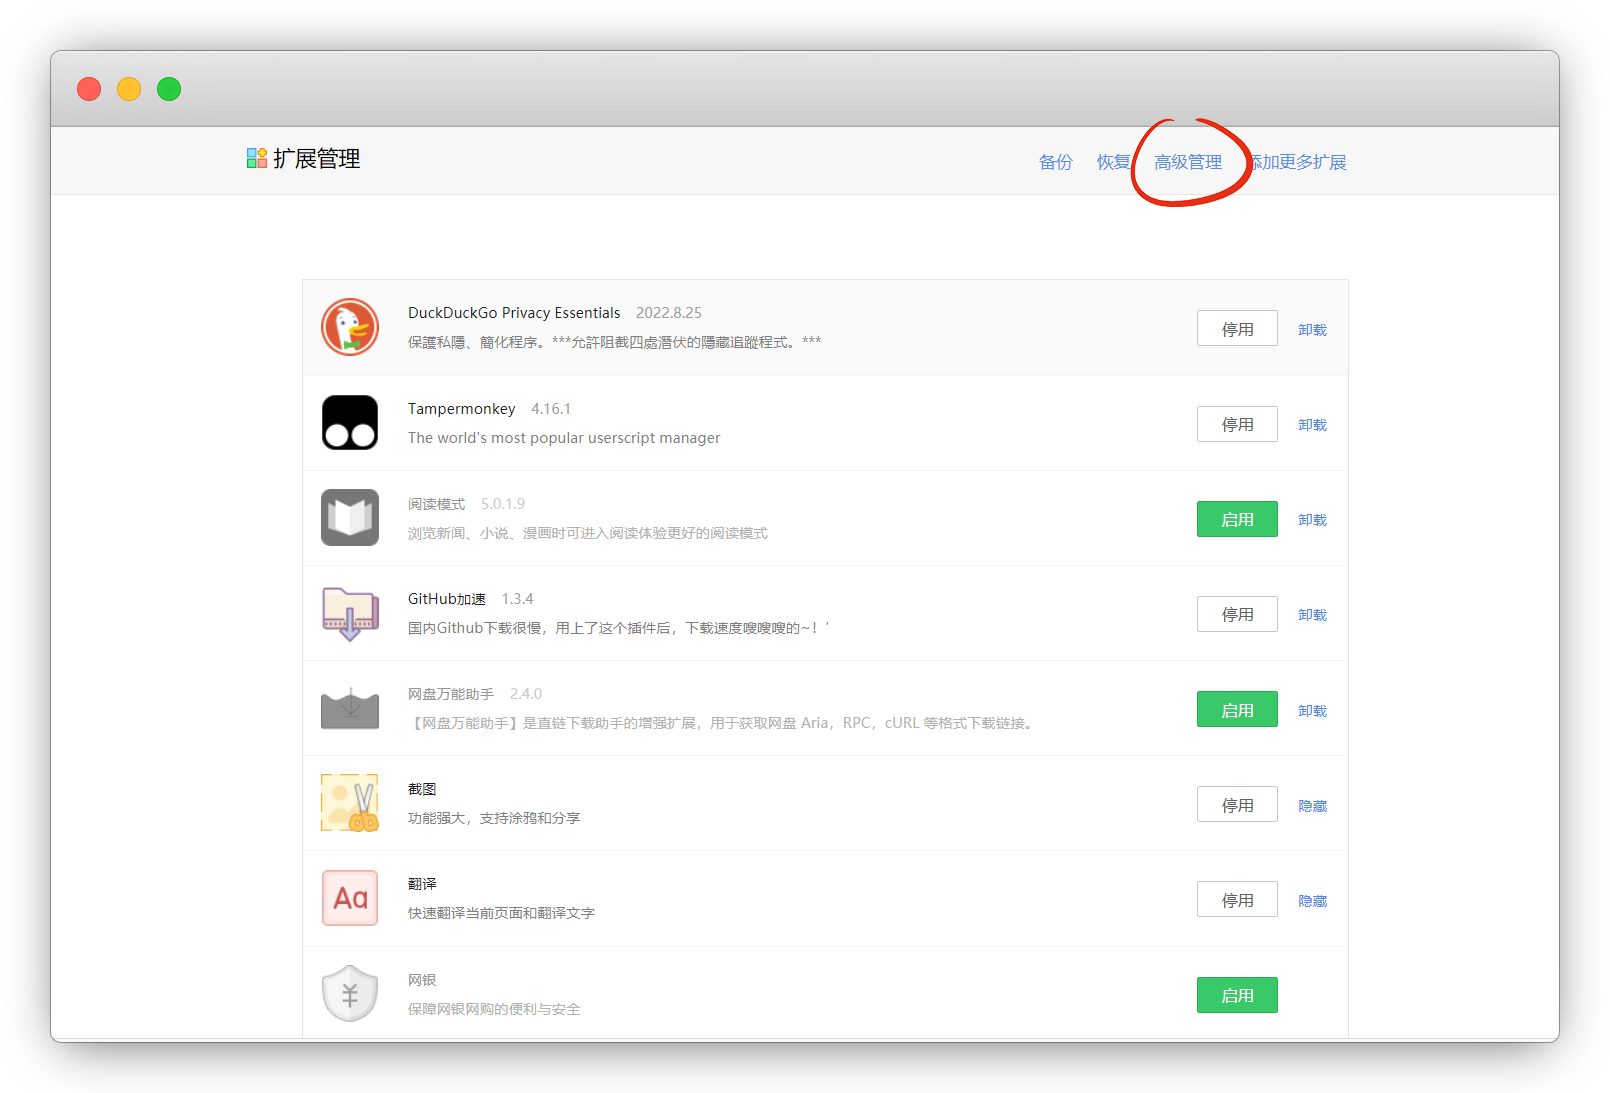 扩展管理
备份 恢复 高级管理 添加更多扩展
DuckDuckGo Privacy Essentials 2022.8.25
保護私隱、簡化程序。***允許阻截四處潛伏的隱藏追蹤程式。***
停用 卸载
Tampermonkey 4.16.1
The world's most popular userscript manager
停用 卸载
阅读模式 5.0.1.9
浏览新闻、小说、漫画时可进入阅读体验更好的阅读模式
启用 卸载
GitHub加速 1.3.4
国内Github下载很慢，用上了这个插件后，下载速度嗖嗖嗖的~！'
停用 卸载
网盘万能助手 2.4.0
【网盘万能助手】是直链下载助手的增强扩展，用于获取网盘 Aria，RPC，cURL 等格式下载链接。
启用 卸载
截图
功能强大，支持涂鸦和分享
停用 隐藏
Aa
翻译
快速翻译当前页面和翻译文字
停用 隐藏
网银
保障网银网购的便利与安全
启用